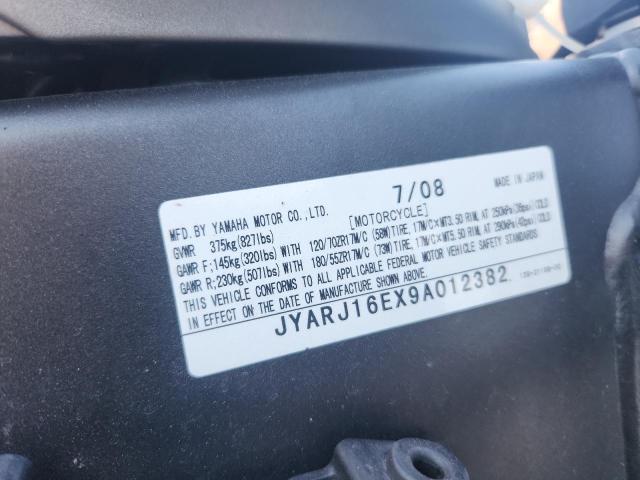 7/08 MADE IN JAPAN
MFD. BY YAMAHA MOTOR CO., LTD. [MOTORCYCLE]
GVWR 375kg(827lbs)
GAWR F;145kg(320lbs) WITH 120/70ZR17M/C (58W)TIRE, 17M/C×MT3.50 RIM, AT 250kPa(36psi)COLD
GAWR R;230kg(507lbs) WITH 180/55ZR17M/C (73W)TIRE, 17M/C×MT5.50 RIM, AT 290kPa(42psi)COLD
THIS VEHICLE CONFORMS TO ALL APPLICABLE FEDERAL MOTOR VEHICLE SAFETY STANDARDS
IN EFFECT ON THE DATE OF MANUFACTURE SHOWN ABOVE.
JYARJ16EX9A012382